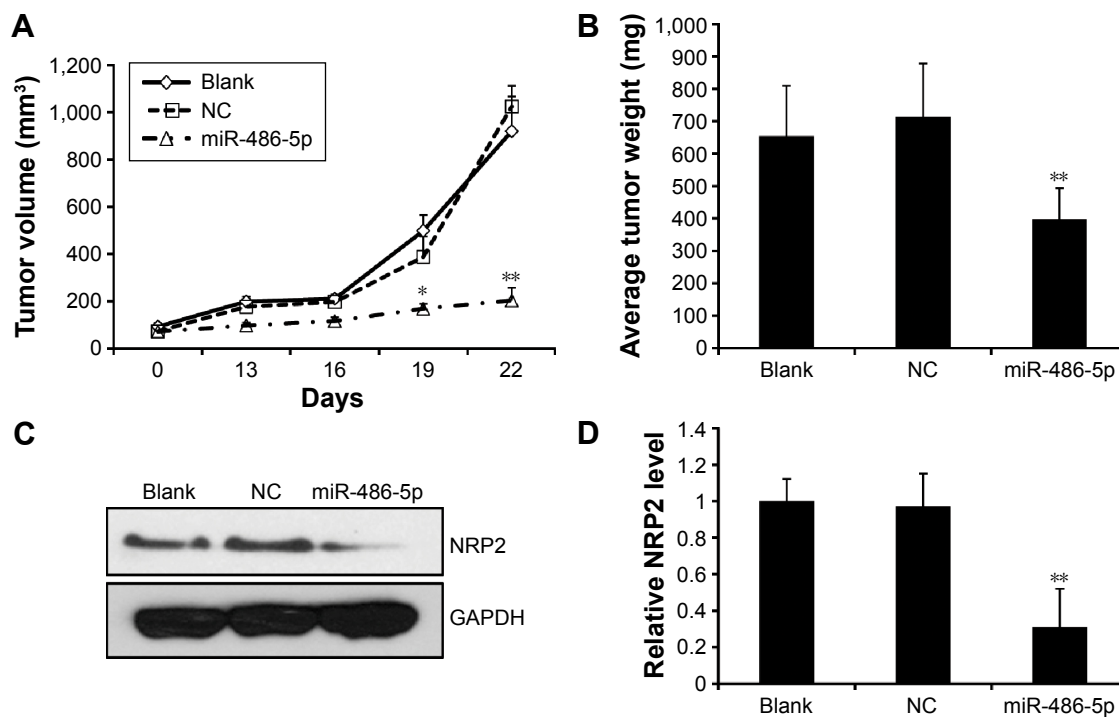 A
Tumor volume (mm³)
1,200
1,000
800
600
400
200
0
Blank
NC
miR-486-5p
*
**
0 13 16 19 22
Days
B
Average tumor weight (mg)
1,000
900
800
700
600
500
400
300
200
100
0
**
Blank NC miR-486-5p
C
Blank NC miR-486-5p
NRP2
GAPDH
D
Relative NRP2 level
1.4
1.2
1
0.8
0.6
0.4
0.2
0
**
Blank NC miR-486-5p